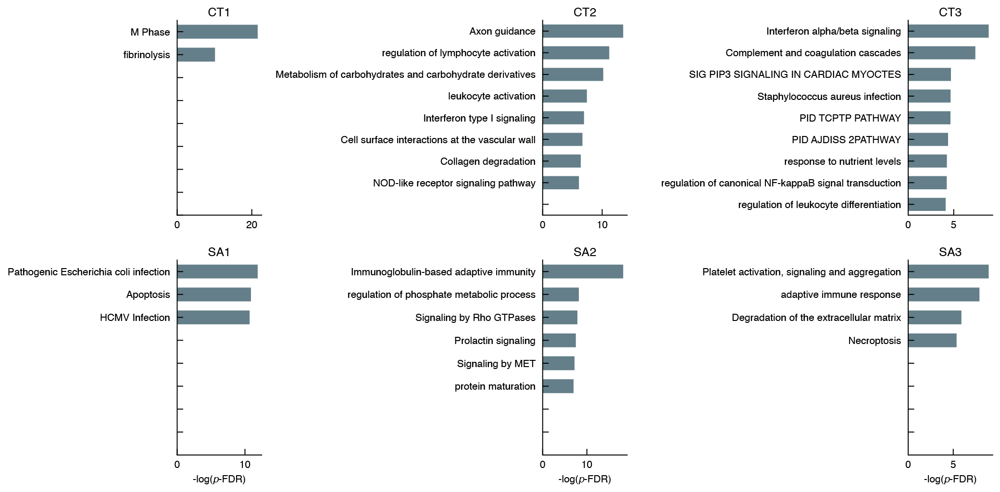 CT1
M Phase
fibrinolysis
0 20
CT2
Axon guidance
regulation of lymphocyte activation
Metabolism of carbohydrates and carbohydrate derivatives
leukocyte activation
Interferon type I signaling
Cell surface interactions at the vascular wall
Collagen degradation
NOD-like receptor signaling pathway
0 10
CT3
Interferon alpha/beta signaling
Complement and coagulation cascades
SIG PIP3 SIGNALING IN CARDIAC MYOCTES
Staphylococcus aureus infection
PID TCPTP PATHWAY
PID AJDISS 2PATHWAY
response to nutrient levels
regulation of canonical NF-kappaB signal transduction
regulation of leukocyte differentiation
0 5
SA1
Pathogenic Escherichia coli infection
Apoptosis
HCMV Infection
0 10
-log(p-FDR)
SA2
Immunoglobulin-based adaptive immunity
regulation of phosphate metabolic process
Signaling by Rho GTPases
Prolactin signaling
Signaling by MET
protein maturation
0 10
-log(p-FDR)
SA3
Platelet activation, signaling and aggregation
adaptive immune response
Degradation of the extracellular matrix
Necroptosis
0 5
-log(p-FDR)